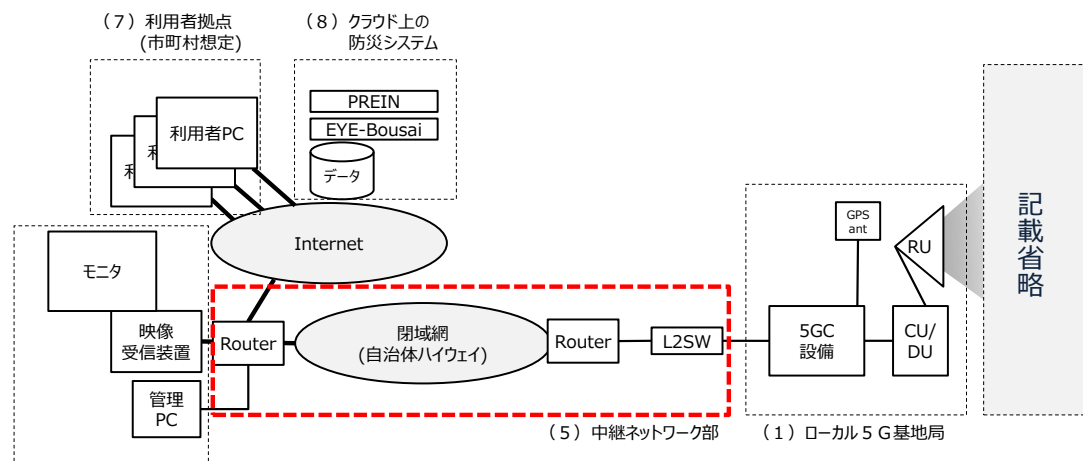 （７）利用者拠点
(市町村想定)
（８）クラウド上の
防災システム
利用者PC
利
利
PREIN
EYE-Bousai
データ
Internet
モニタ
映像
受信装置
管理
PC
Router
閉域網
(自治体ハイウェイ)
Router
L2SW
（５）中継ネットワーク部
GPS
ant
RU
5GC
設備
CU/
DU
（１）ローカル５Ｇ基地局
記載省略